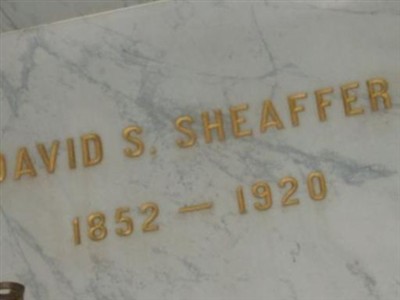 DAVID S. SHEAFFER
1852 — 1920